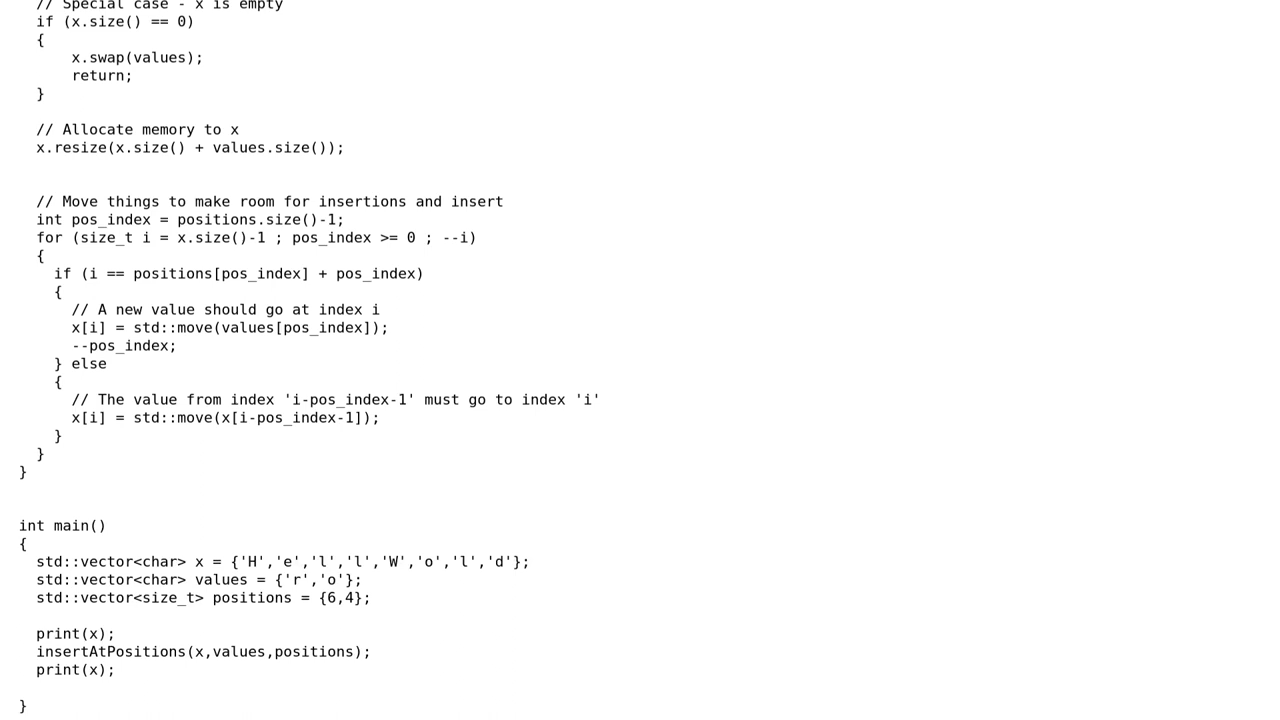 // Special case - x is empty
if (x.size() == 0)
{
x.swap(values);
return;
}
// Allocate memory to x
x.resize(x.size() + values.size());
// Move things to make room for insertions and insert
int pos_index = positions.size()-1;
for (size_t i = x.size()-1 ; pos_index >= 0 ; --i)
{
if (i == positions[pos_index] + pos_index)
{
// A new value should go at index i
x[i] = std::move(values[pos_index]);
--pos_index;
} else
{
// The value from index 'i-pos_index-1' must go to index 'i'
x[i] = std::move(x[i-pos_index-1]);
}
}
}
int main()
{
std::vector<char> x = {'H','e','l','l','W','o','l','d'};
std::vector<char> values = {'r','o'};
std::vector<size_t> positions = {6,4};
print(x);
insertAtPositions(x,values,positions);
print(x);
}